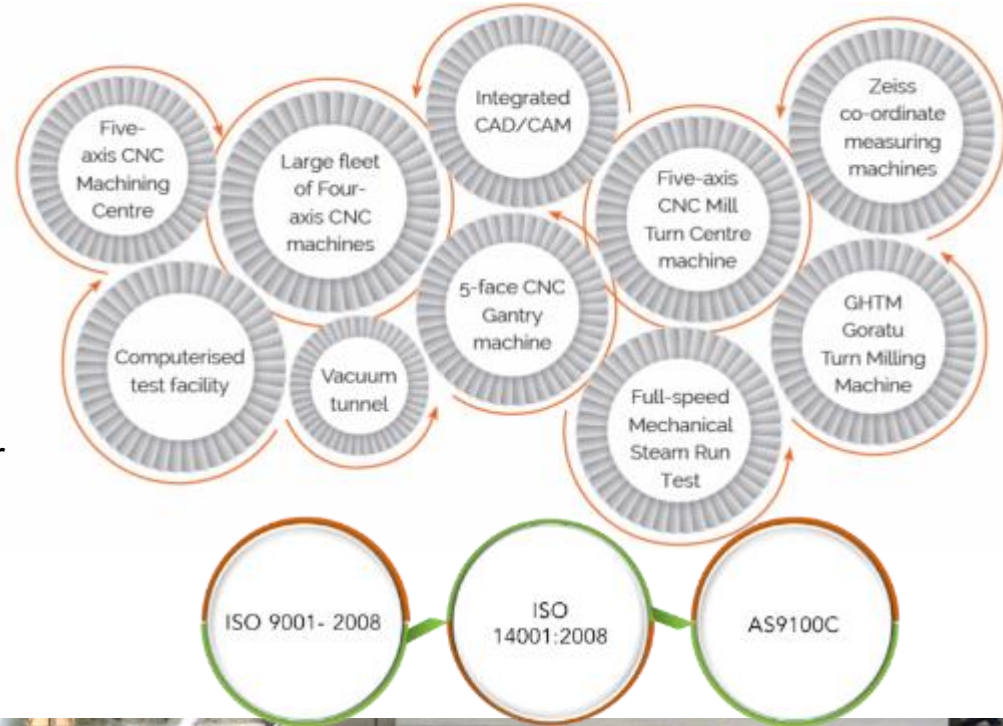 Five-
axis CNC
Machining
Centre
Large fleet
of Four-
axis CNC
machines
Integrated
CAD/CAM
Five-axis
CNC Mill
Turn Centre
machine
Zeiss
co-ordinate
measuring
machines
Computerised
test facility
Vacuum
tunnel
5-face CNC
Gantry
machine
Full-speed
Mechanical
Steam Run
Test
GHTM
Goratu
Turn Milling
Machine
r
ISO 9001- 2008
ISO
14001:2008
AS9100C